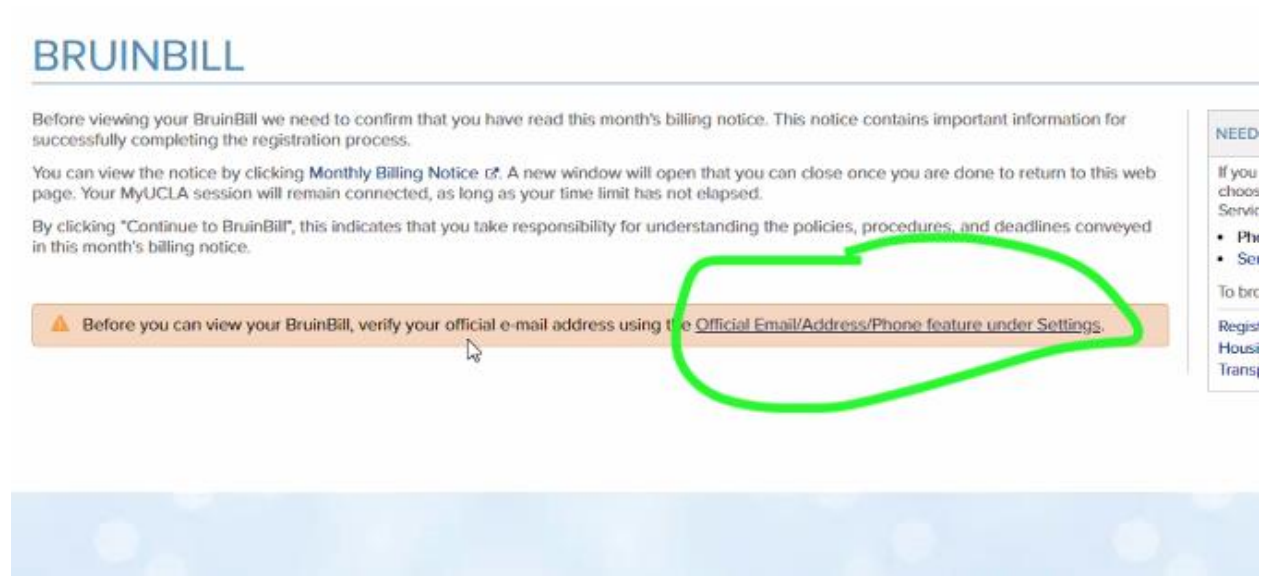 BRUINBILL
Before viewing your BruinBill we need to confirm that you have read this month's billing notice. This notice contains important information for
successfully completing the registration process.
You can view the notice by clicking Monthly Billing Notice. A new window will open that you can close once you are done to return to this web
page. Your MyUCLA session will remain connected, as long as your time limit has not elapsed.
By clicking "Continue to BruinBill", this indicates that you take responsibility for understanding the policies, procedures, and deadlines conveyed
in this month's billing notice.
Before you can view your BruinBill, verify your official e-mail address using the Official Email/Address/Phone feature under Settings.
NEED
If you
To